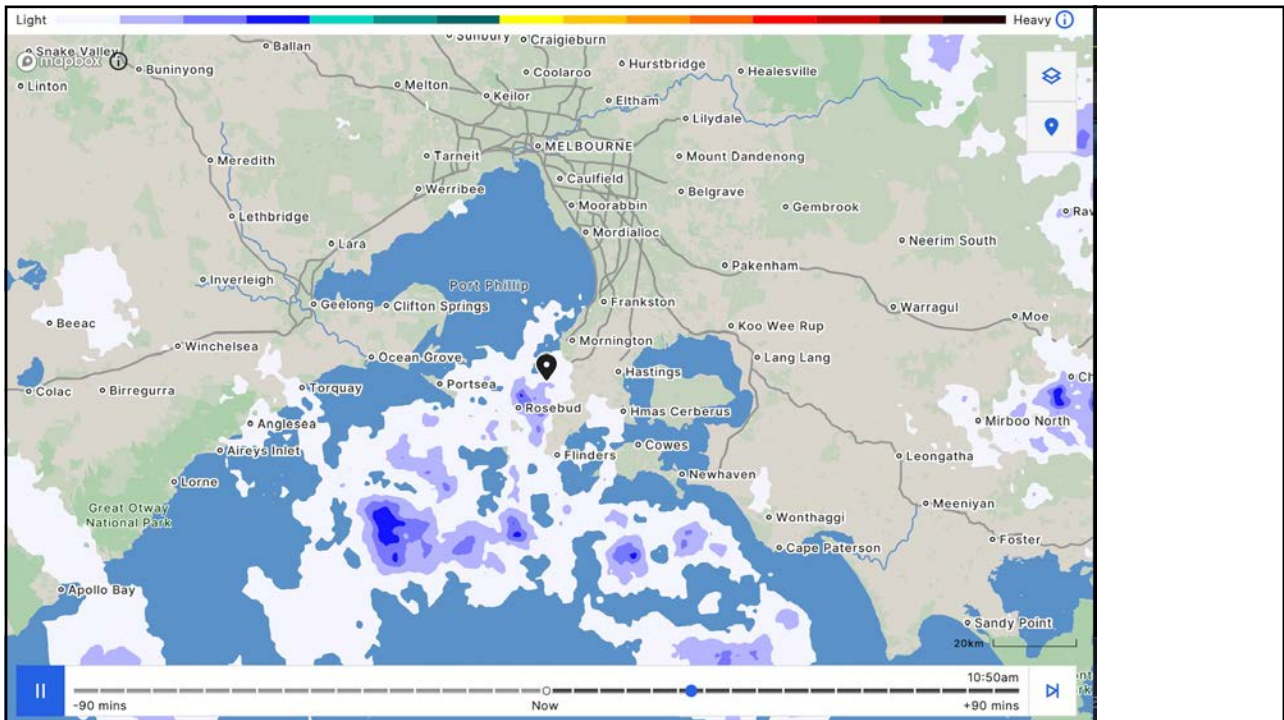 Light
Heavy
Sunbury
Craigieburn
Ballan
Snake Valley
mapbox
Buninyong
Coolaroo
Hurstbridge
Healesville
Linton
Melton
Keilor
Eltham
Lilydale
MELBOURNE
Meredith
Tarneit
Mount Dandenong
Caulfield
Werribee
Belgrave
Moorabbin
Gembrook
Lethbridge
Mordialloc
Lara
Neerim South
Pakenham
Inverleigh
Port Phillip
Geelong
Clifton Springs
Frankston
Warragul
Moe
Beeac
Koo Wee Rup
Winchelsea
Mornington
Ocean Grove
Lang Lang
Hastings
Colac
Birregurra
Torquay
Portsea
Rosebud
Hmas Cerberus
Mirboo North
Anglesea
Cowes
Aireys Inlet
Flinders
Leongatha
Newhaven
Lorne
Meeniyan
Great Otway
National Park
Wonthaggi
Cape Paterson
Foster
Apollo Bay
Sandy Point
20km
10:50am
-90 mins
Now
+90 mins